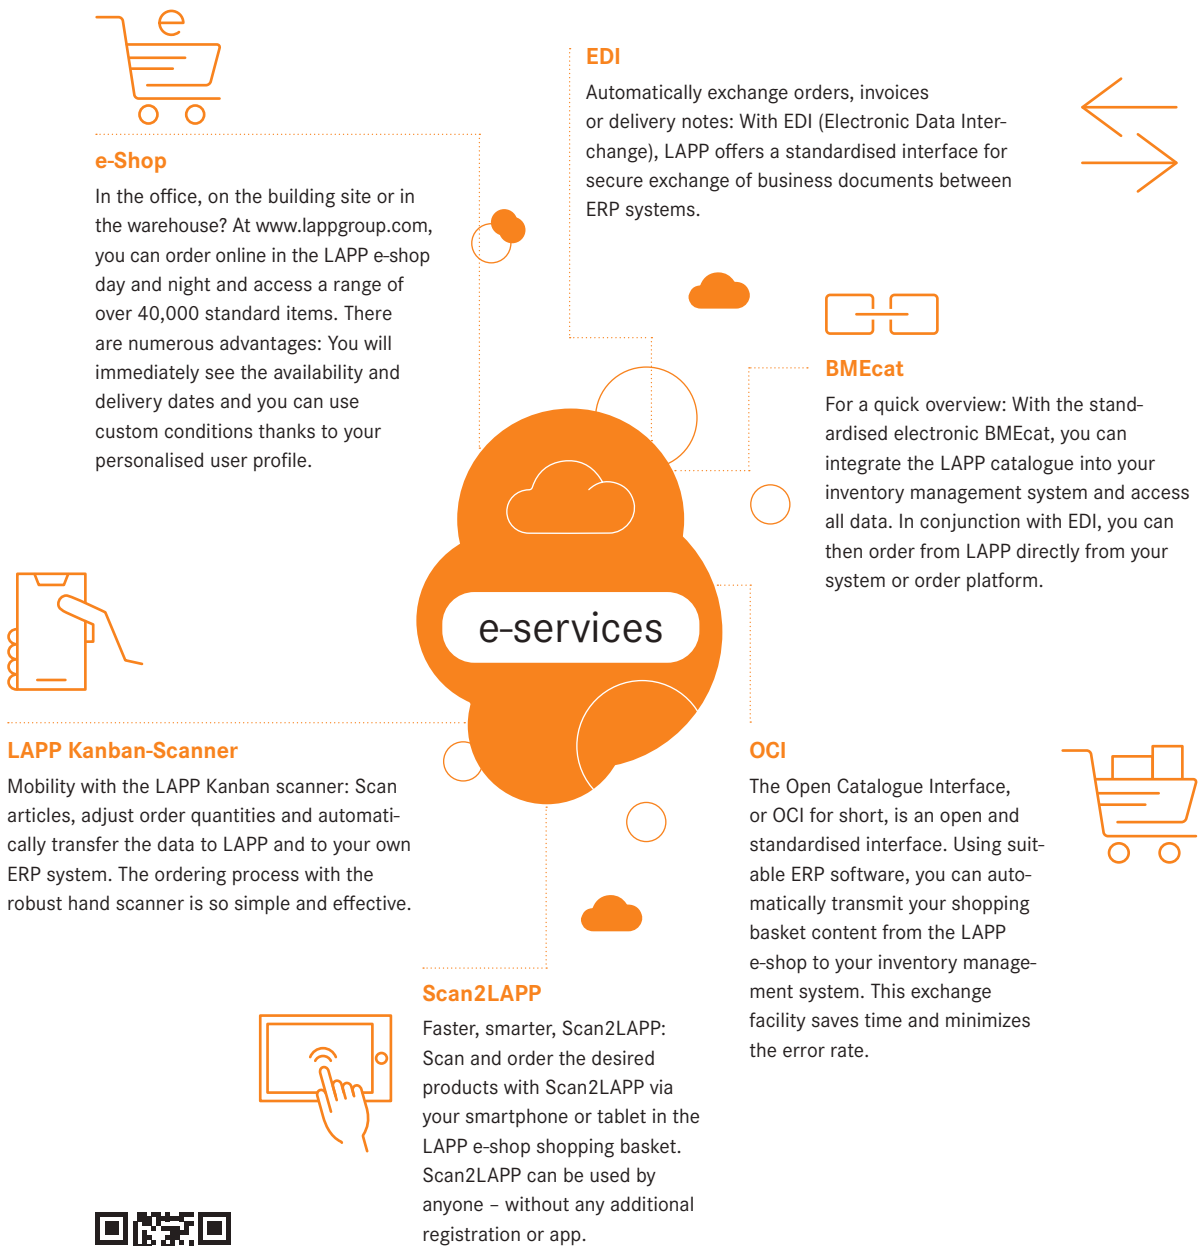 e
e-Shop
In the office, on the building site or in
the warehouse? At www.lappgroup.com,
you can order online in the LAPP e-shop
day and night and access a range of
over 40,000 standard items. There
are numerous advantages: You will
immediately see the availability and
delivery dates and you can use
custom conditions thanks to your
personalised user profile.
EDI
Automatically exchange orders, invoices
or delivery notes: With EDI (Electronic Data Inter-
change), LAPP offers a standardised interface for
secure exchange of business documents between
ERP systems.
BMEcat
For a quick overview: With the stand-
ardised electronic BMEcat, you can
integrate the LAPP catalogue into your
inventory management system and access
all data. In conjunction with EDI, you can
then order from LAPP directly from your
system or order platform.
e-services
LAPP Kanban-Scanner
Mobility with the LAPP Kanban scanner: Scan
articles, adjust order quantities and automati-
cally transfer the data to LAPP and to your own
ERP system. The ordering process with the
robust hand scanner is so simple and effective.
OCI
The Open Catalogue Interface,
or OCI for short, is an open and
standardised interface. Using suit-
able ERP software, you can auto-
matically transmit your shopping
basket content from the LAPP
e-shop to your inventory manage-
ment system. This exchange
facility saves time and minimizes
the error rate.
Scan2LAPP
Faster, smarter, Scan2LAPP:
Scan and order the desired
products with Scan2LAPP via
your smartphone or tablet in the
LAPP e-shop shopping basket.
Scan2LAPP can be used by
anyone – without any additional
registration or app.